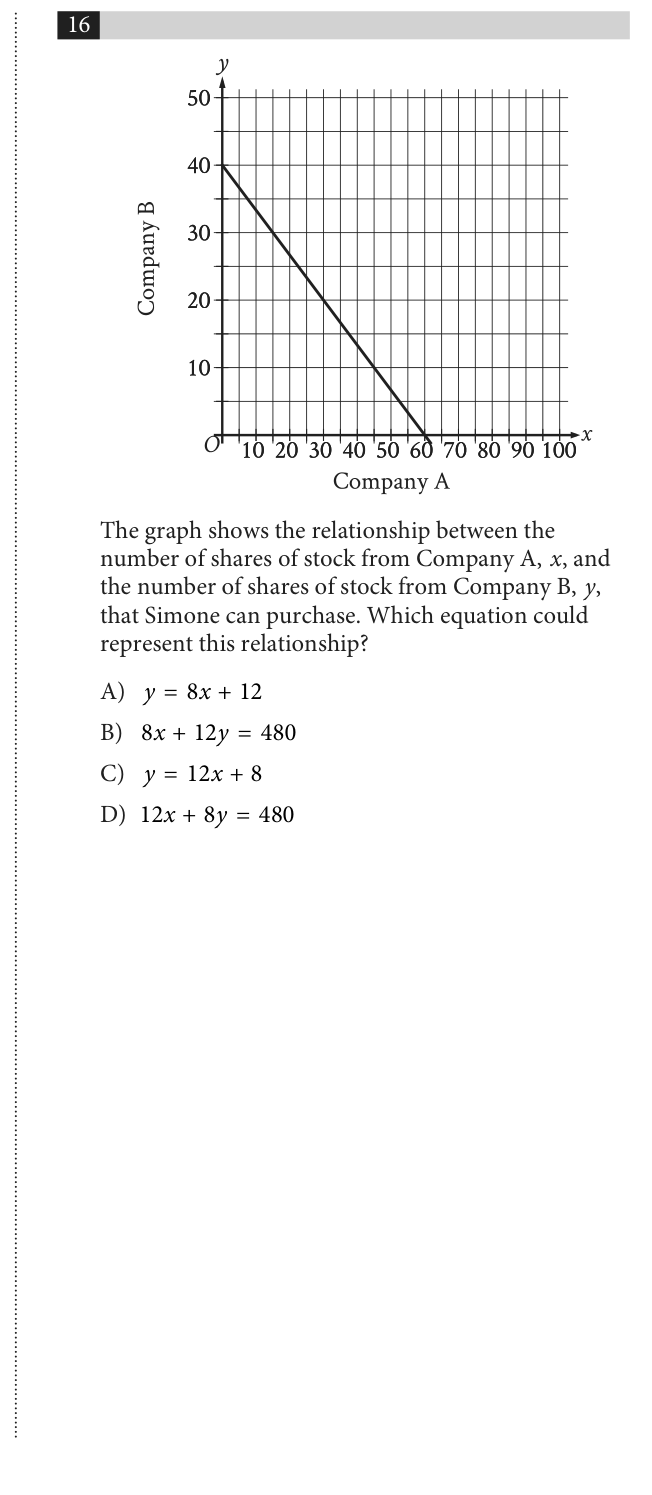 16
y
50
40
30
20
10
Company B
O
10 20 30 40 50 60 70 80 90 100
x
Company A
The graph shows the relationship between the
number of shares of stock from Company A, x, and
the number of shares of stock from Company B, y,
that Simone can purchase. Which equation could
represent this relationship?
A) y = 8x + 12
B) 8x + 12y = 480
C) y = 12x + 8
D) 12x + 8y = 480